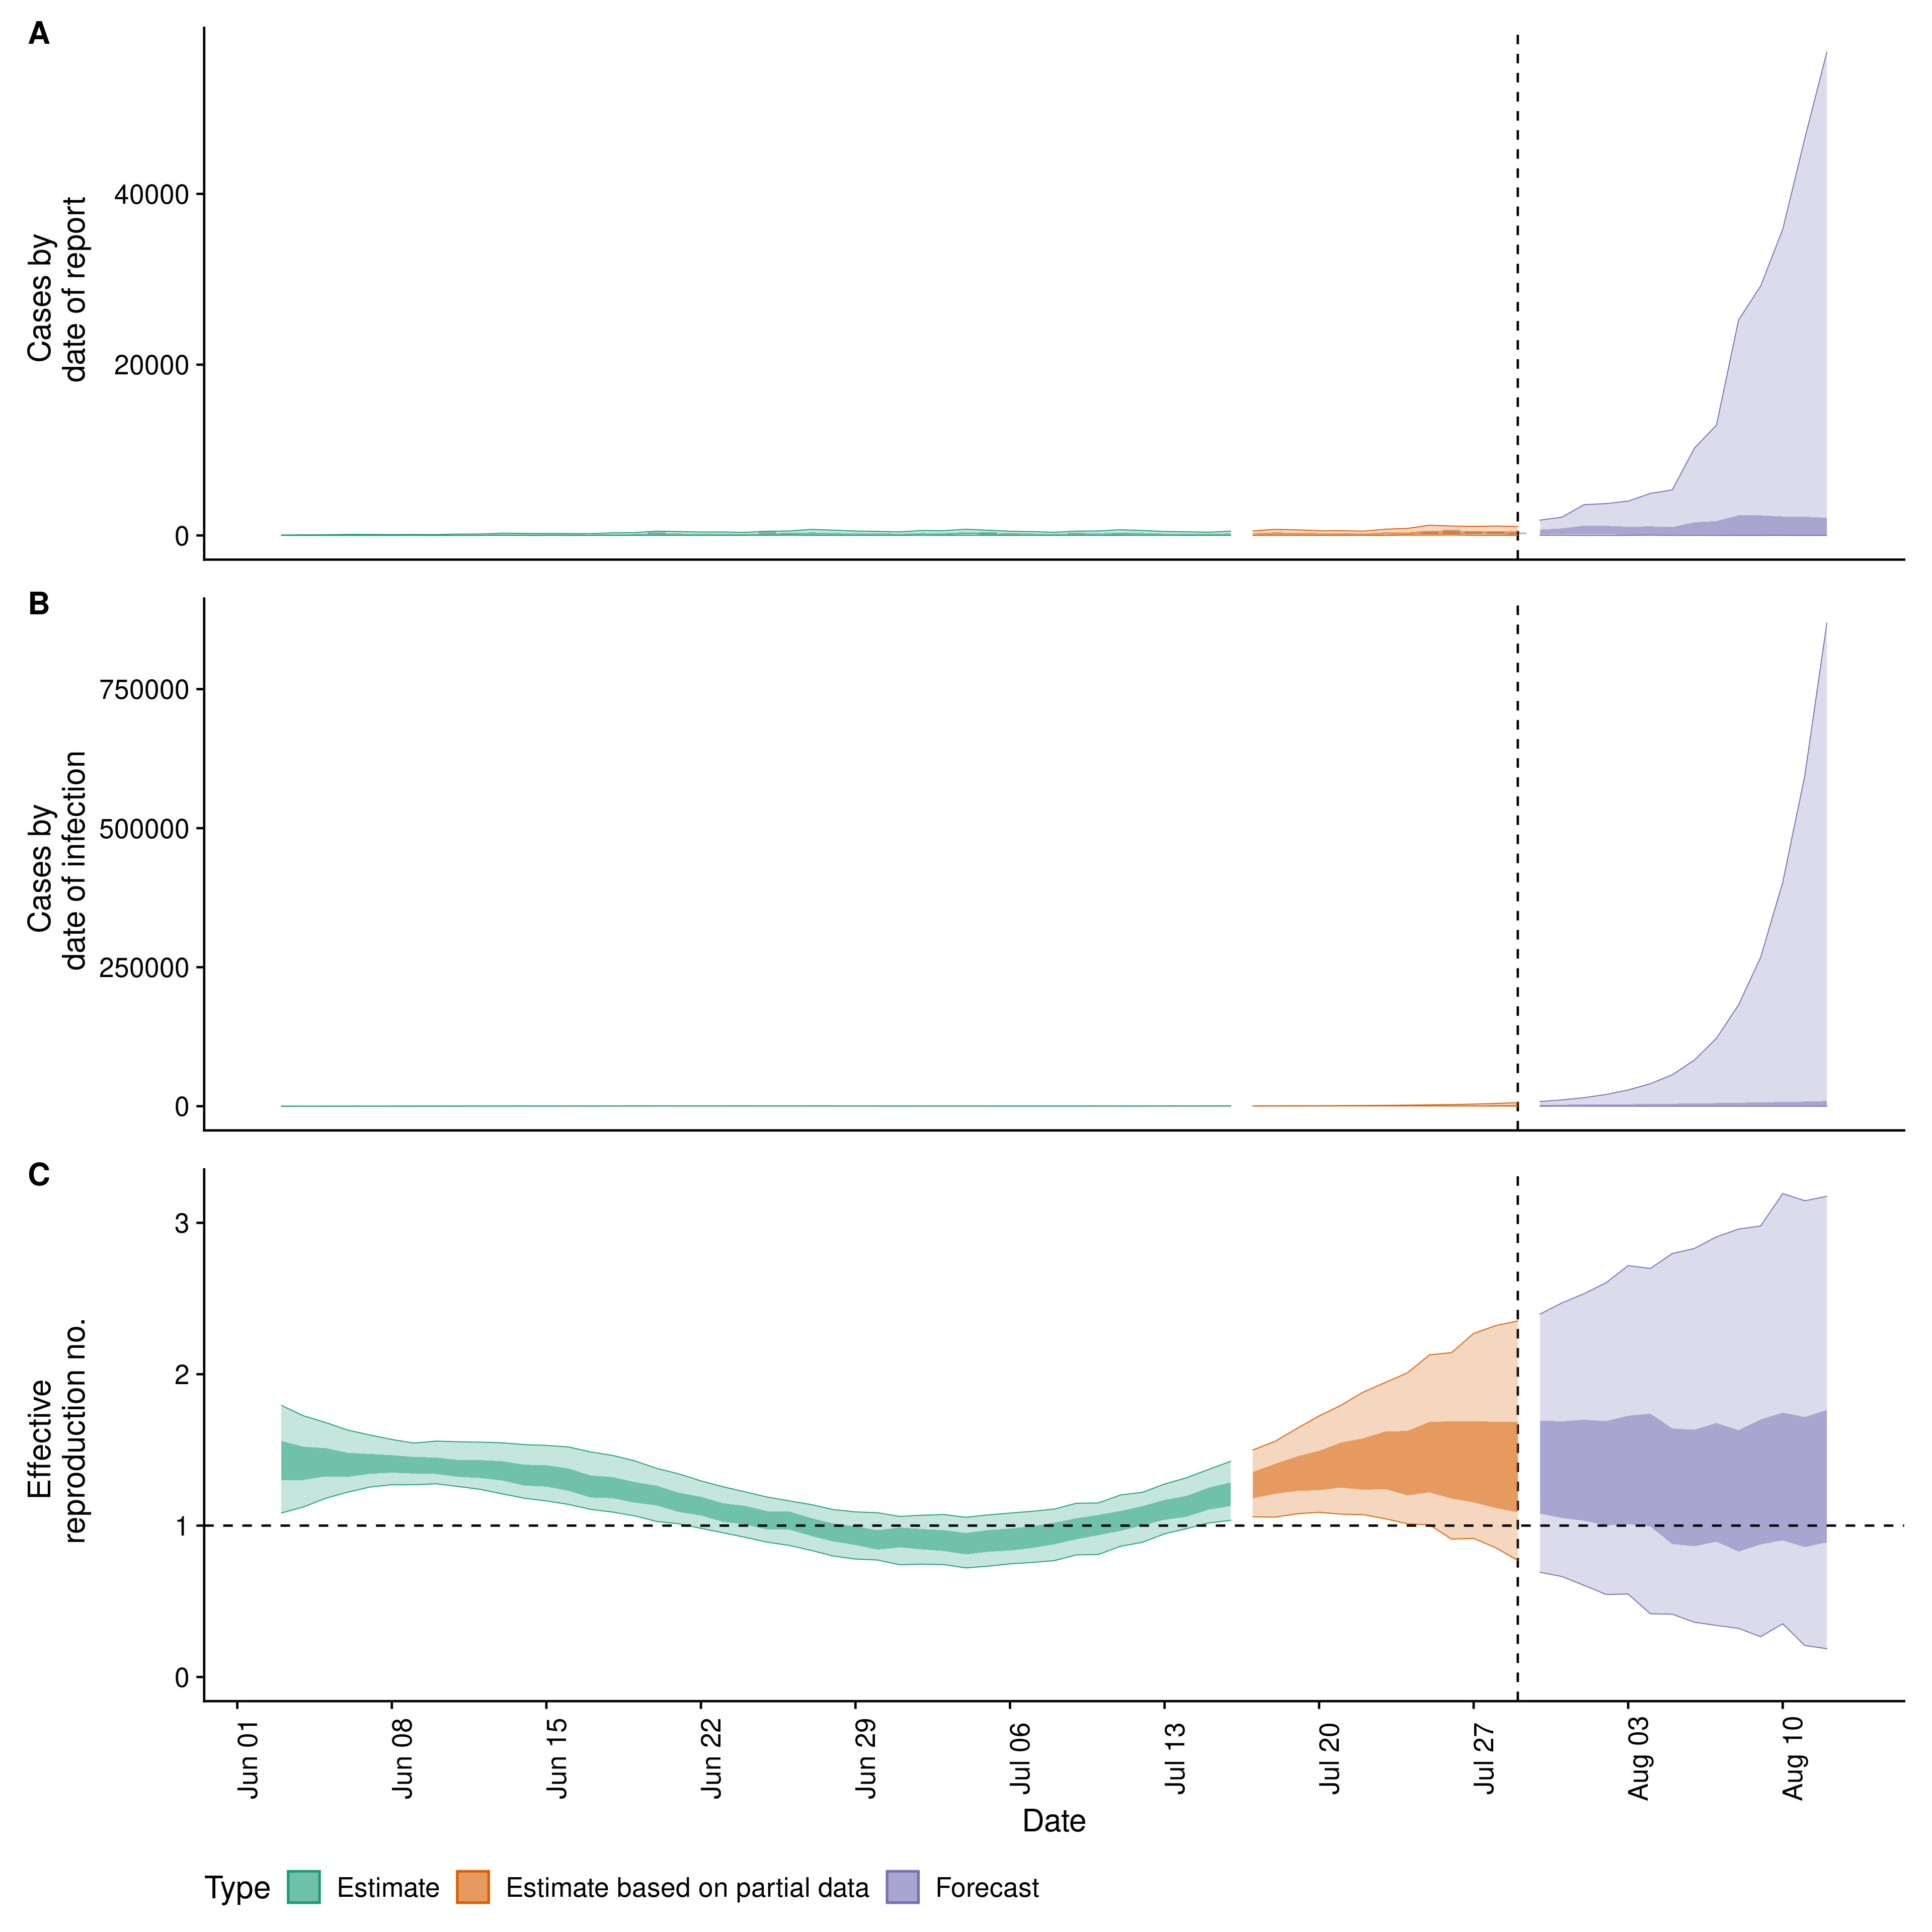 A
Cases by
date of report
40000
20000
0
B
Cases by
date of infection
750000
500000
250000
0
C
Effective
reproduction no.
3
2
1
0
Jun 01
Jun 08
Jun 15
Jun 22
Jun 29
Jul 06
Jul 13
Jul 20
Jul 27
Aug 03
Aug 10
Date
Type Estimate Estimate based on partial data Forecast